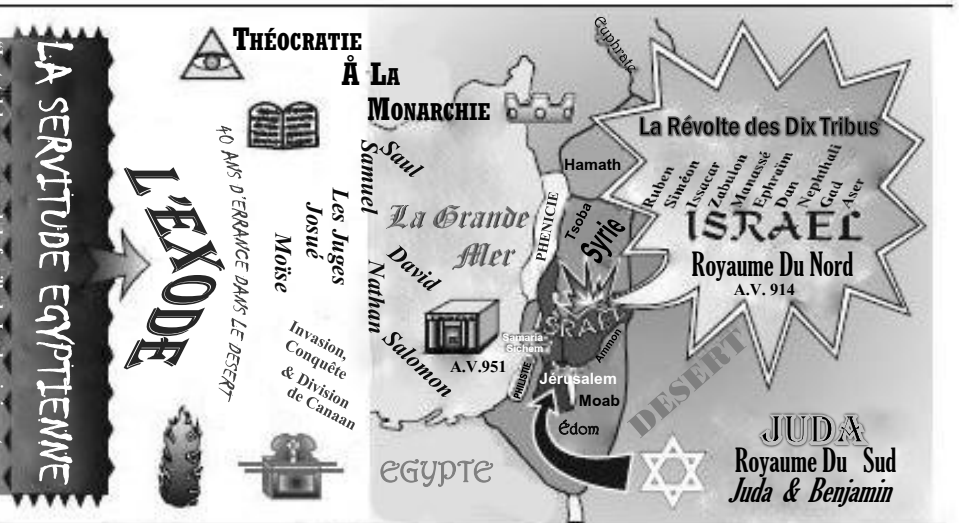 LA SERVITUDE EGYPTIENNE
L'EXODE
THÉOCRATIE
Å LA
MONARCHIE
40 ANS D'ERRANCE DANS LE DESERT
Moïse
Josué
Les Juges
Invasion,
Conquête
& Division
de Canaan
Samuel
Saul
Nathan
David
Salomon
La Grande
Mer
A.V.951
EGYPTE
Euphrate
Hamath
PHENICIE
Tsoba
Syrie
ISRAEL
Samaria-
Sichem
Ammon
PHILISTIE
Jérusalem
Moab
Édom
DESERT
La Révolte des Dix Tribus
Ruben
Siméon
Issacar
Zabulon
Manassé
Ephraïm
Dan
Nephthali
Gad
Aser
ISRAEL
Royaume Du Nord
A.V. 914
JUDA
Royaume Du Sud
Juda & Benjamin